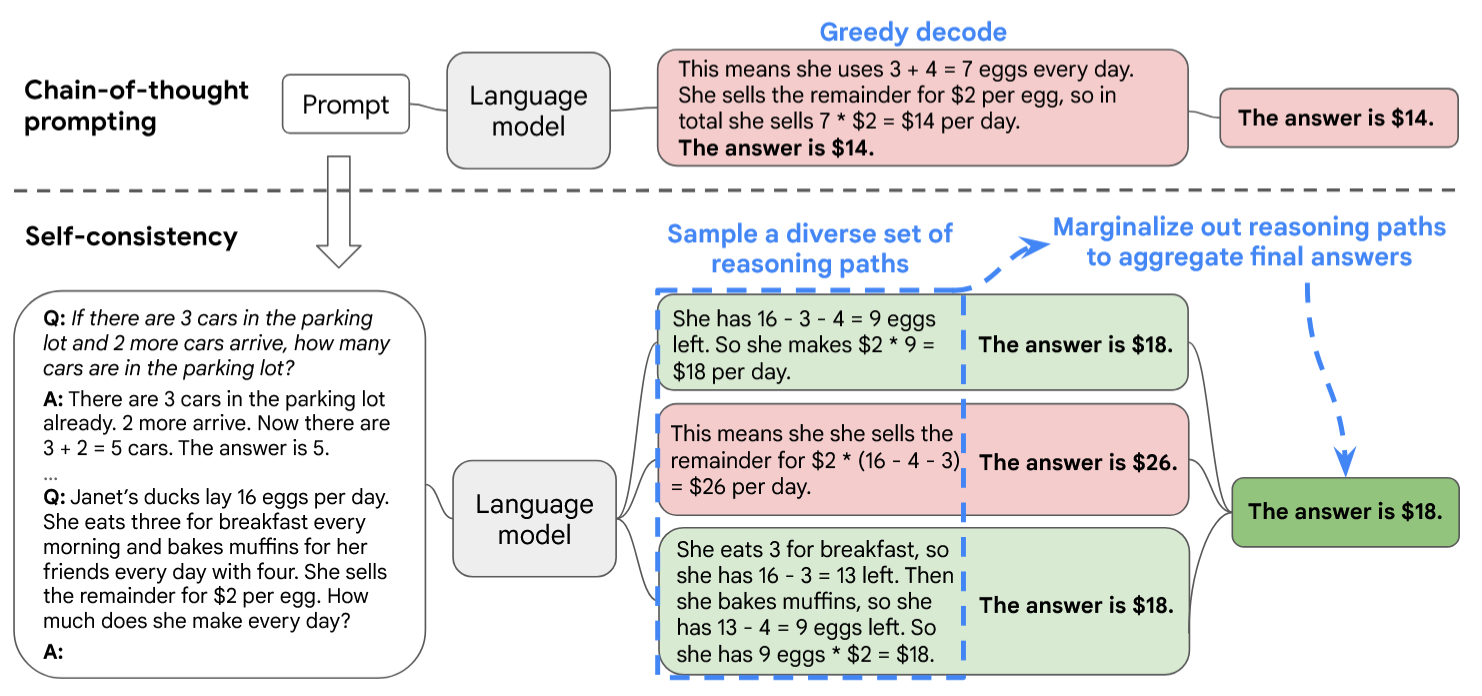 Greedy decode
Chain-of-thought
prompting
Prompt
Language
model
This means she uses 3 + 4 = 7 eggs every day.
She sells the remainder for $2 per egg, so in
total she sells 7 * $2 = $14 per day.
The answer is $14.
The answer is $14.
Self-consistency
Sample a diverse set of
reasoning paths
Marginalize out reasoning paths
to aggregate final answers
Q: If there are 3 cars in the parking
lot and 2 more cars arrive, how many
cars are in the parking lot?
A: There are 3 cars in the parking lot
already. 2 more arrive. Now there are
3 + 2 = 5 cars. The answer is 5.
...
Q: Janet’s ducks lay 16 eggs per day.
She eats three for breakfast every
morning and bakes muffins for her
friends every day with four. She sells
the remainder for $2 per egg. How
much does she make every day?
A:
Language
model
She has 16 - 3 - 4 = 9 eggs
left. So she makes $2 * 9 =
$18 per day.
The answer is $18.
This means she she sells the
remainder for $2 * (16 - 4 - 3)
= $26 per day.
The answer is $26.
She eats 3 for breakfast, so
she has 16 - 3 = 13 left. Then
she bakes muffins, so she
has 13 - 4 = 9 eggs left. So
she has 9 eggs * $2 = $18.
The answer is $18.
The answer is $18.